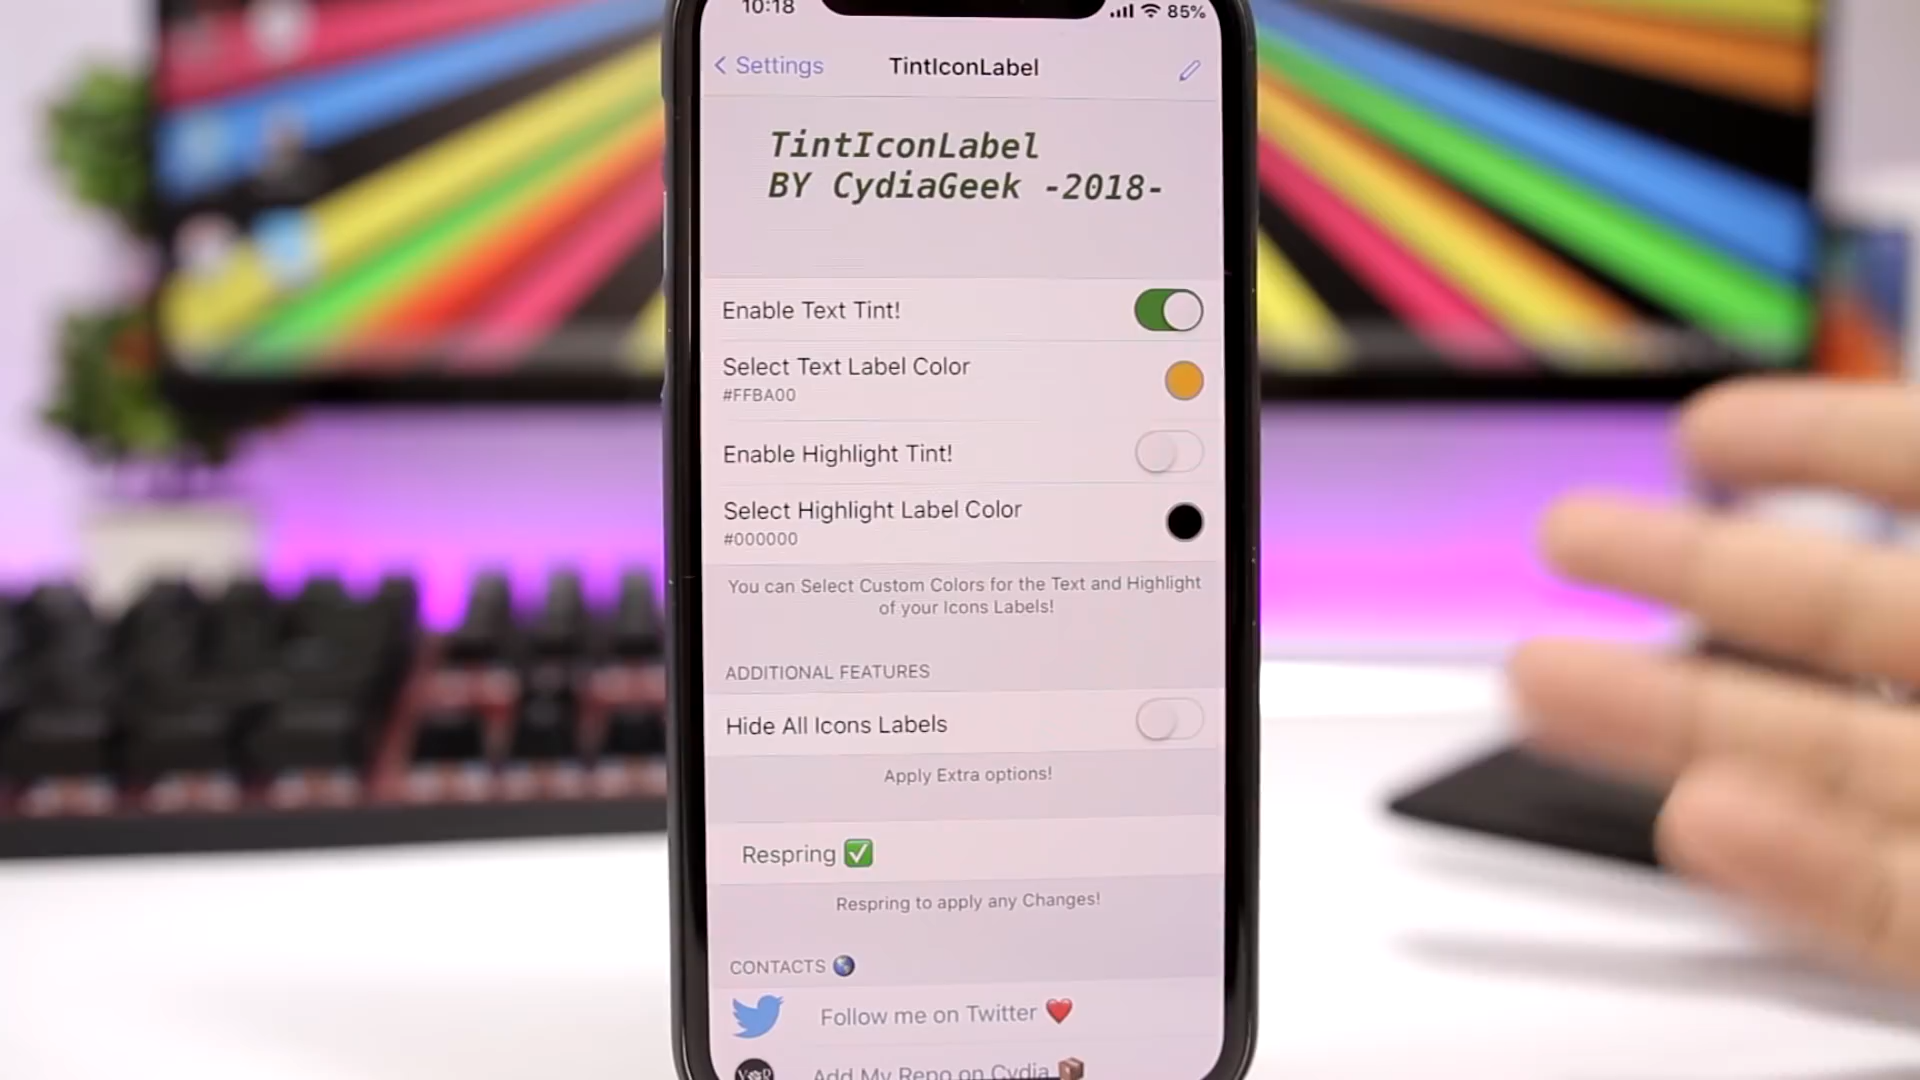 10:18
85%
Settings
TintIconLabel
TintIconLabel
BY CydiaGeek -2018-
Enable Text Tint!
Select Text Label Color
#FFBA00
Enable Highlight Tint!
Select Highlight Label Color
#000000
You can Select Custom Colors for the Text and Highlight
of your Icons Labels!
ADDITIONAL FEATURES
Hide All Icons Labels
Apply Extra options!
Respring ✅
Respring to apply any Changes!
CONTACTS 🌎
Follow me on Twitter ❤️
Add My Repo on Cydia 📦